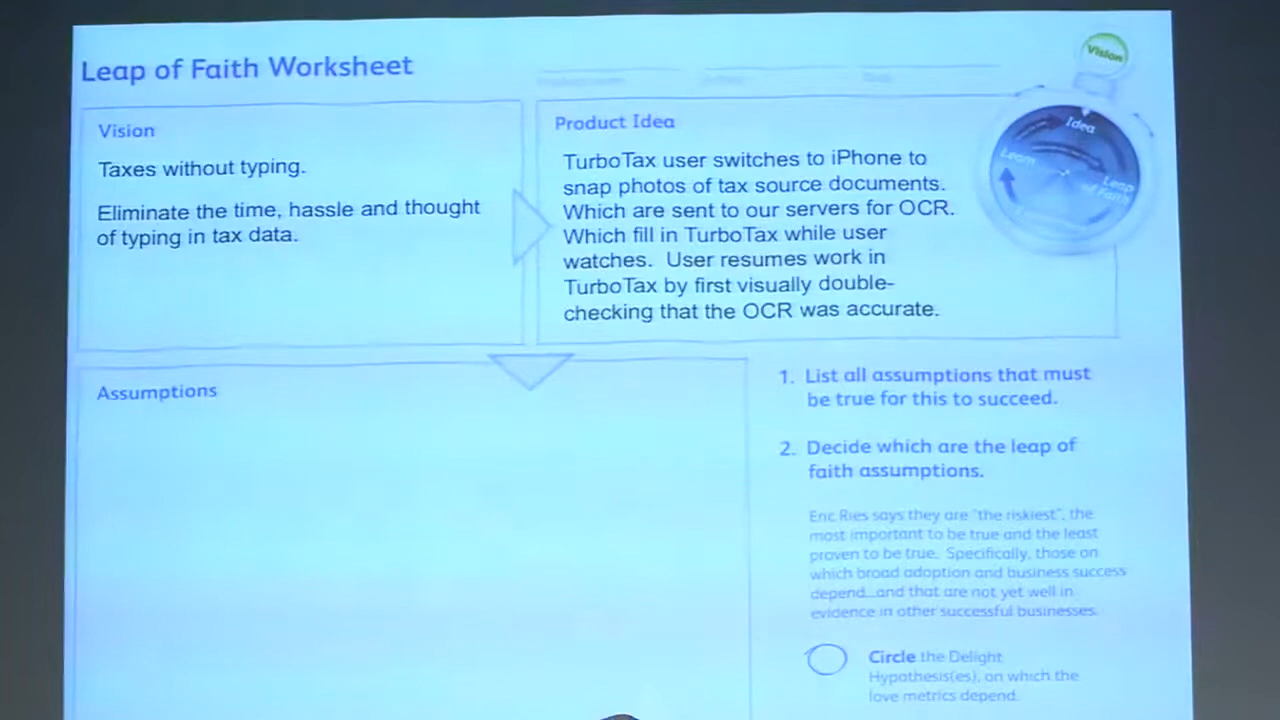 Leap of Faith Worksheet
Vision
Vision
Taxes without typing.
Eliminate the time, hassle and thought
of typing in tax data.
Product Idea
TurboTax user switches to iPhone to
snap photos of tax source documents.
Which are sent to our servers for OCR.
Which fill in TurboTax while user
watches. User resumes work in
TurboTax by first visually double-
checking that the OCR was accurate.
Idea
Learn
Leap
of Faith
Assumptions
1. List all assumptions that must
be true for this to succeed.
2. Decide which are the leap of
faith assumptions.
Eric Ries says they are "the riskiest", the
most important to be true and the least
proven to be true. Specifically, those on
which broad adoption and business success
depend...and that are not yet well in
evidence in other successful businesses.
Circle the Delight
Hypothesis(es), on which the
love metrics depend.